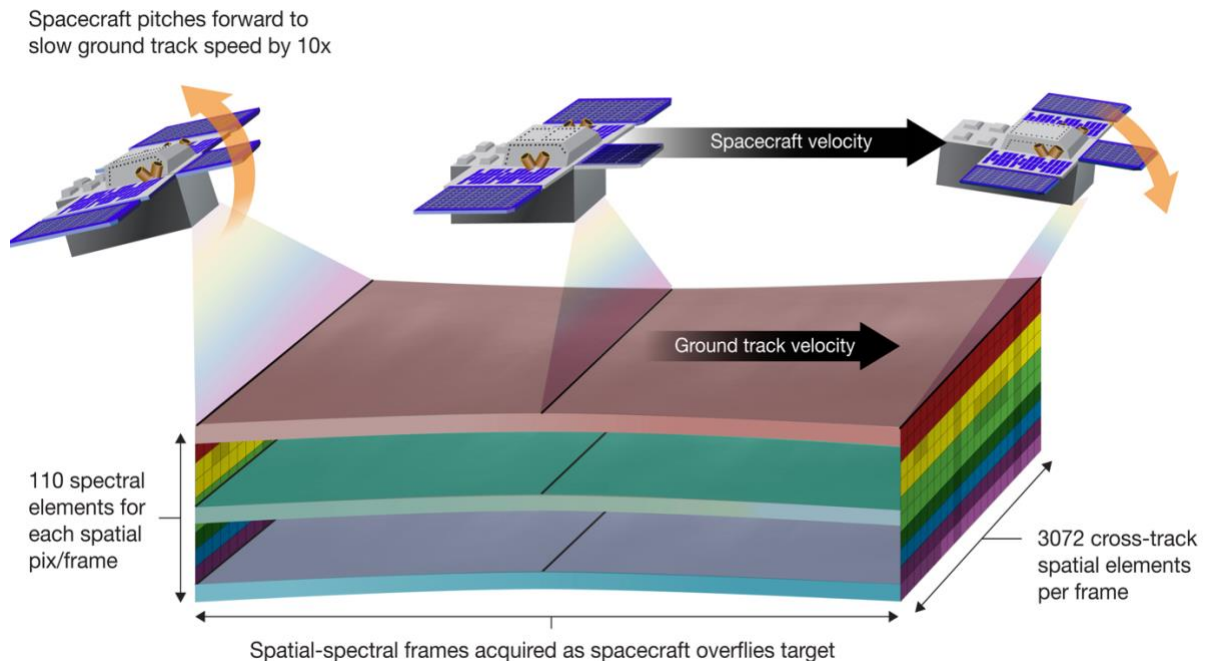 Spacecraft pitches forward to
slow ground track speed by 10x
Spacecraft velocity
Ground track velocity
110 spectral
elements for
each spatial
pix/frame
3072 cross-track
spatial elements
per frame
Spatial-spectral frames acquired as spacecraft overflies target